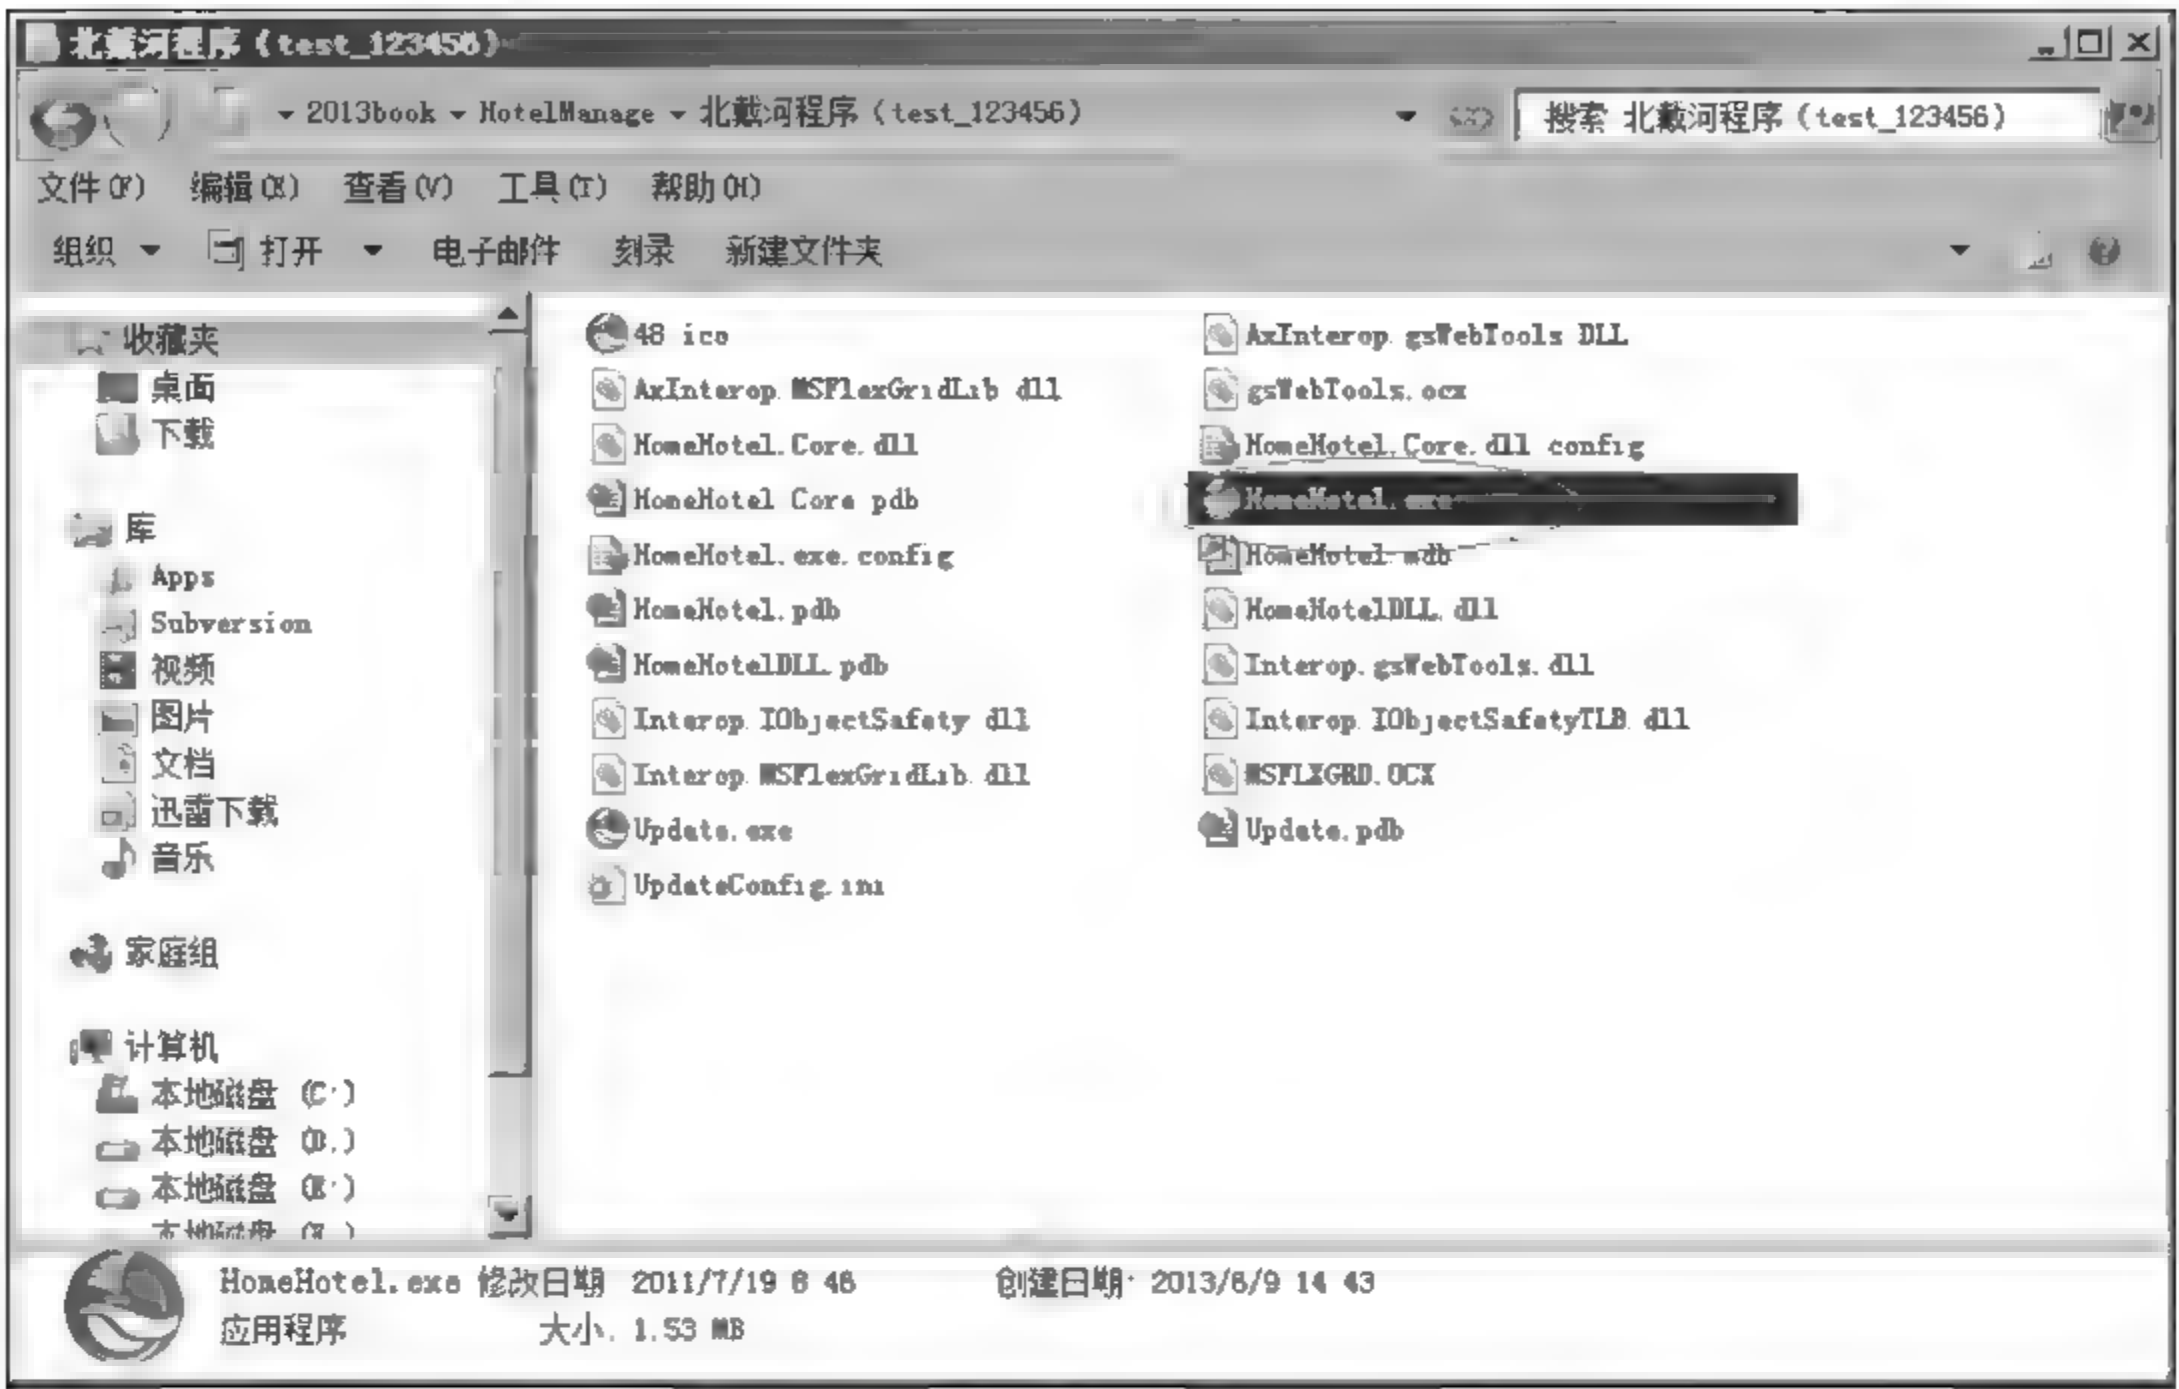 北戴河程序（test_123456）
2013book HotelManage 北戴河程序（test_123456） 搜索 北戴河程序（test_123456）
文件(F) 编辑(E) 查看(V) 工具(T) 帮助(H)
组织 打开 电子邮件 刻录 新建文件夹
收藏夹
桌面
下载
库
Apps
Subversion
视频
图片
文档
迅雷下载
音乐
家庭组
计算机
本地磁盘 (C:)
本地磁盘 (D:)
本地磁盘 (E:)
本地磁盘
48.ico
AxInterop.gsWebTools.DLL
AxInterop.MSFlexGridLib.dll
gsWebTools.ocx
HomeHotel.Core.dll
HomeHotel.Core.dll.config
HomeHotel.Core.pdb
HomeHotel.exe
HomeHotel.exe.config
HomeHotel.mdb
HomeHotel.pdb
HomeHotelDLL.dll
HomeHotelDLL.pdb
Interop.gsWebTools.dll
Interop.IObjectSafety.dll
Interop.IObjectSafetyTLB.dll
Interop.MSFlexGridLib.dll
MSFLXGRD.OCX
Update.exe
Update.pdb
UpdateConfig.ini
HomeHotel.exe 修改日期: 2011/7/19 创建日期: 2013/6/9 14:43
应用程序 大小: 1.53 MB